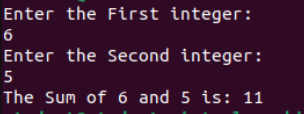 Enter the First integer:
6
Enter the Second integer:
5
The Sum of 6 and 5 is: 11